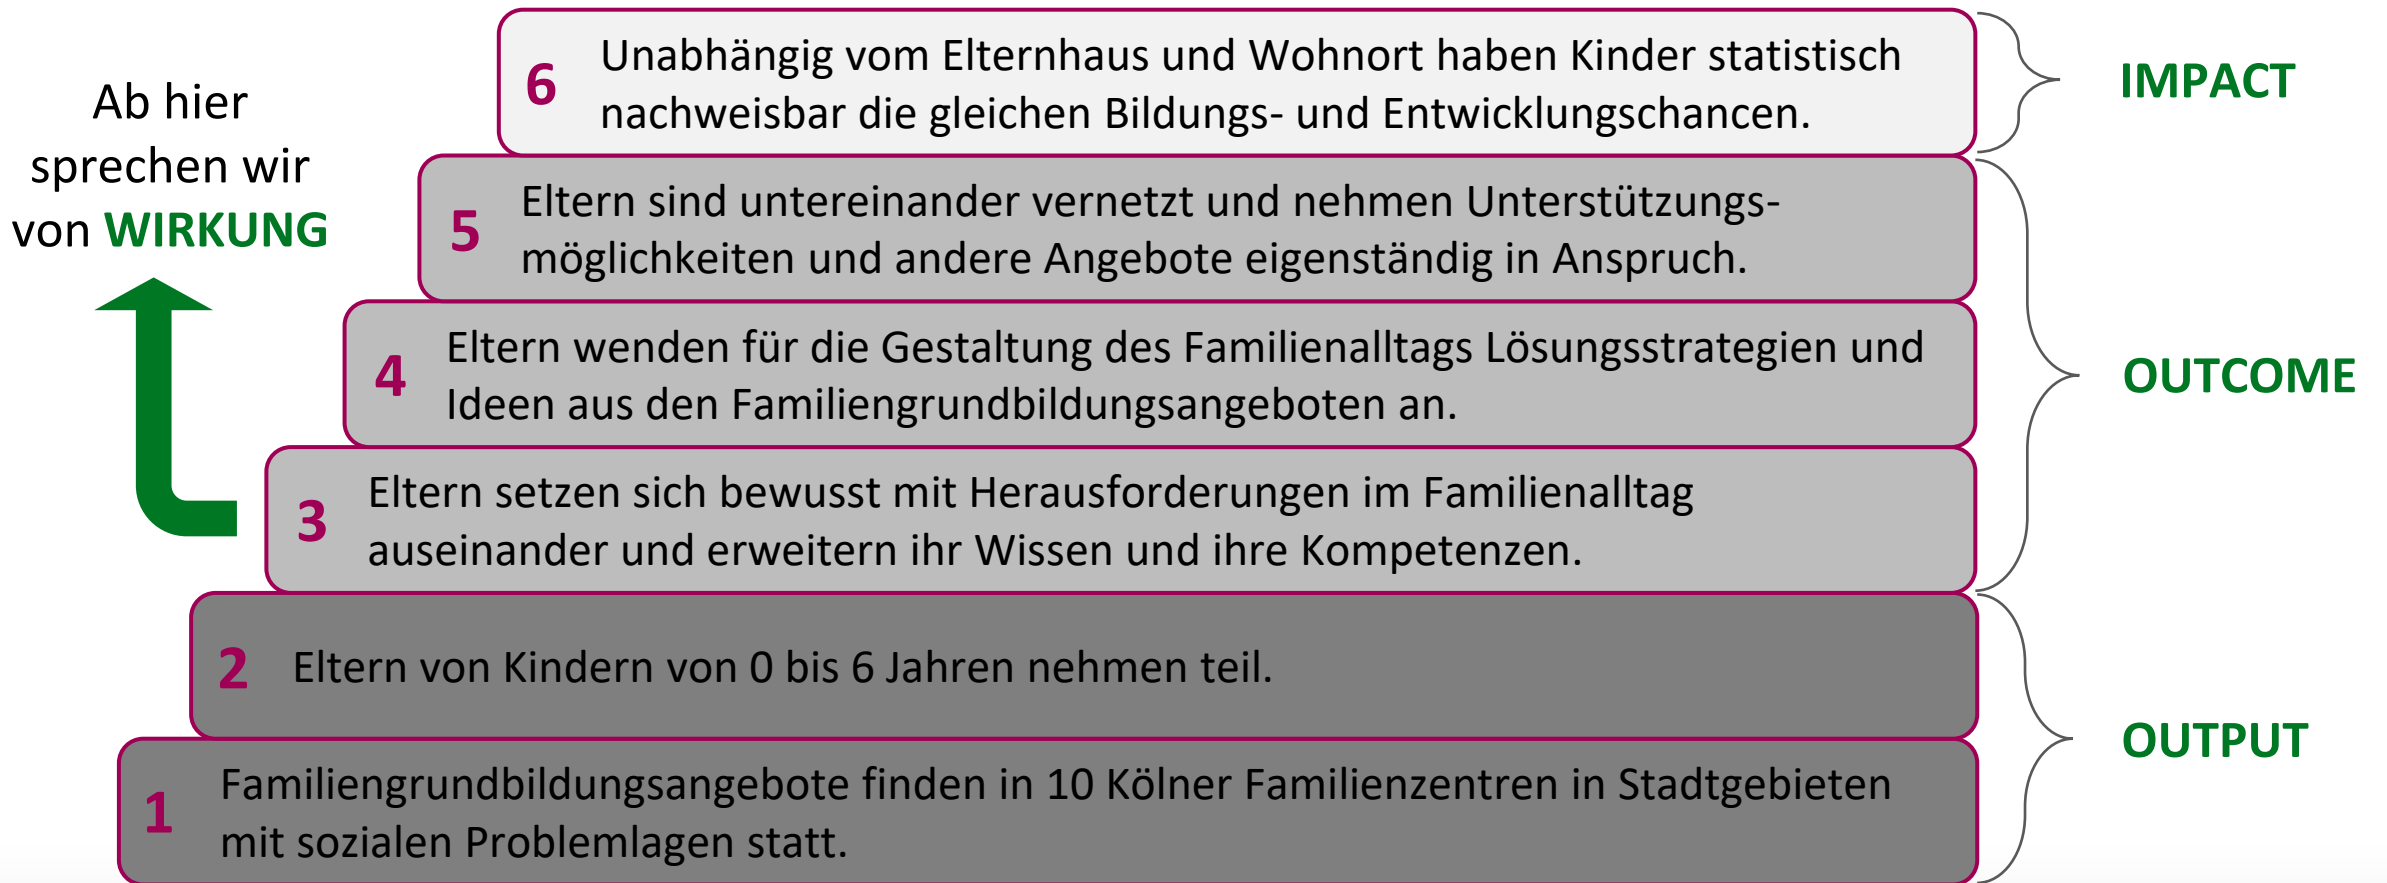 Ab hier
sprechen wir
von WIRKUNG
6
Unabhängig vom Elternhaus und Wohnort haben Kinder statistisch
nachweisbar die gleichen Bildungs- und Entwicklungschancen.
IMPACT
5
Eltern sind untereinander vernetzt und nehmen Unterstützungs-
möglichkeiten und andere Angebote eigenständig in Anspruch.
4
Eltern wenden für die Gestaltung des Familienalltags Lösungsstrategien und
Ideen aus den Familiengrundbildungsangeboten an.
OUTCOME
3
Eltern setzen sich bewusst mit Herausforderungen im Familienalltag
auseinander und erweitern ihr Wissen und ihre Kompetenzen.
2
Eltern von Kindern von 0 bis 6 Jahren nehmen teil.
OUTPUT
1
Familiengrundbildungsangebote finden in 10 Kölner Familienzentren in Stadtgebieten
mit sozialen Problemlagen statt.